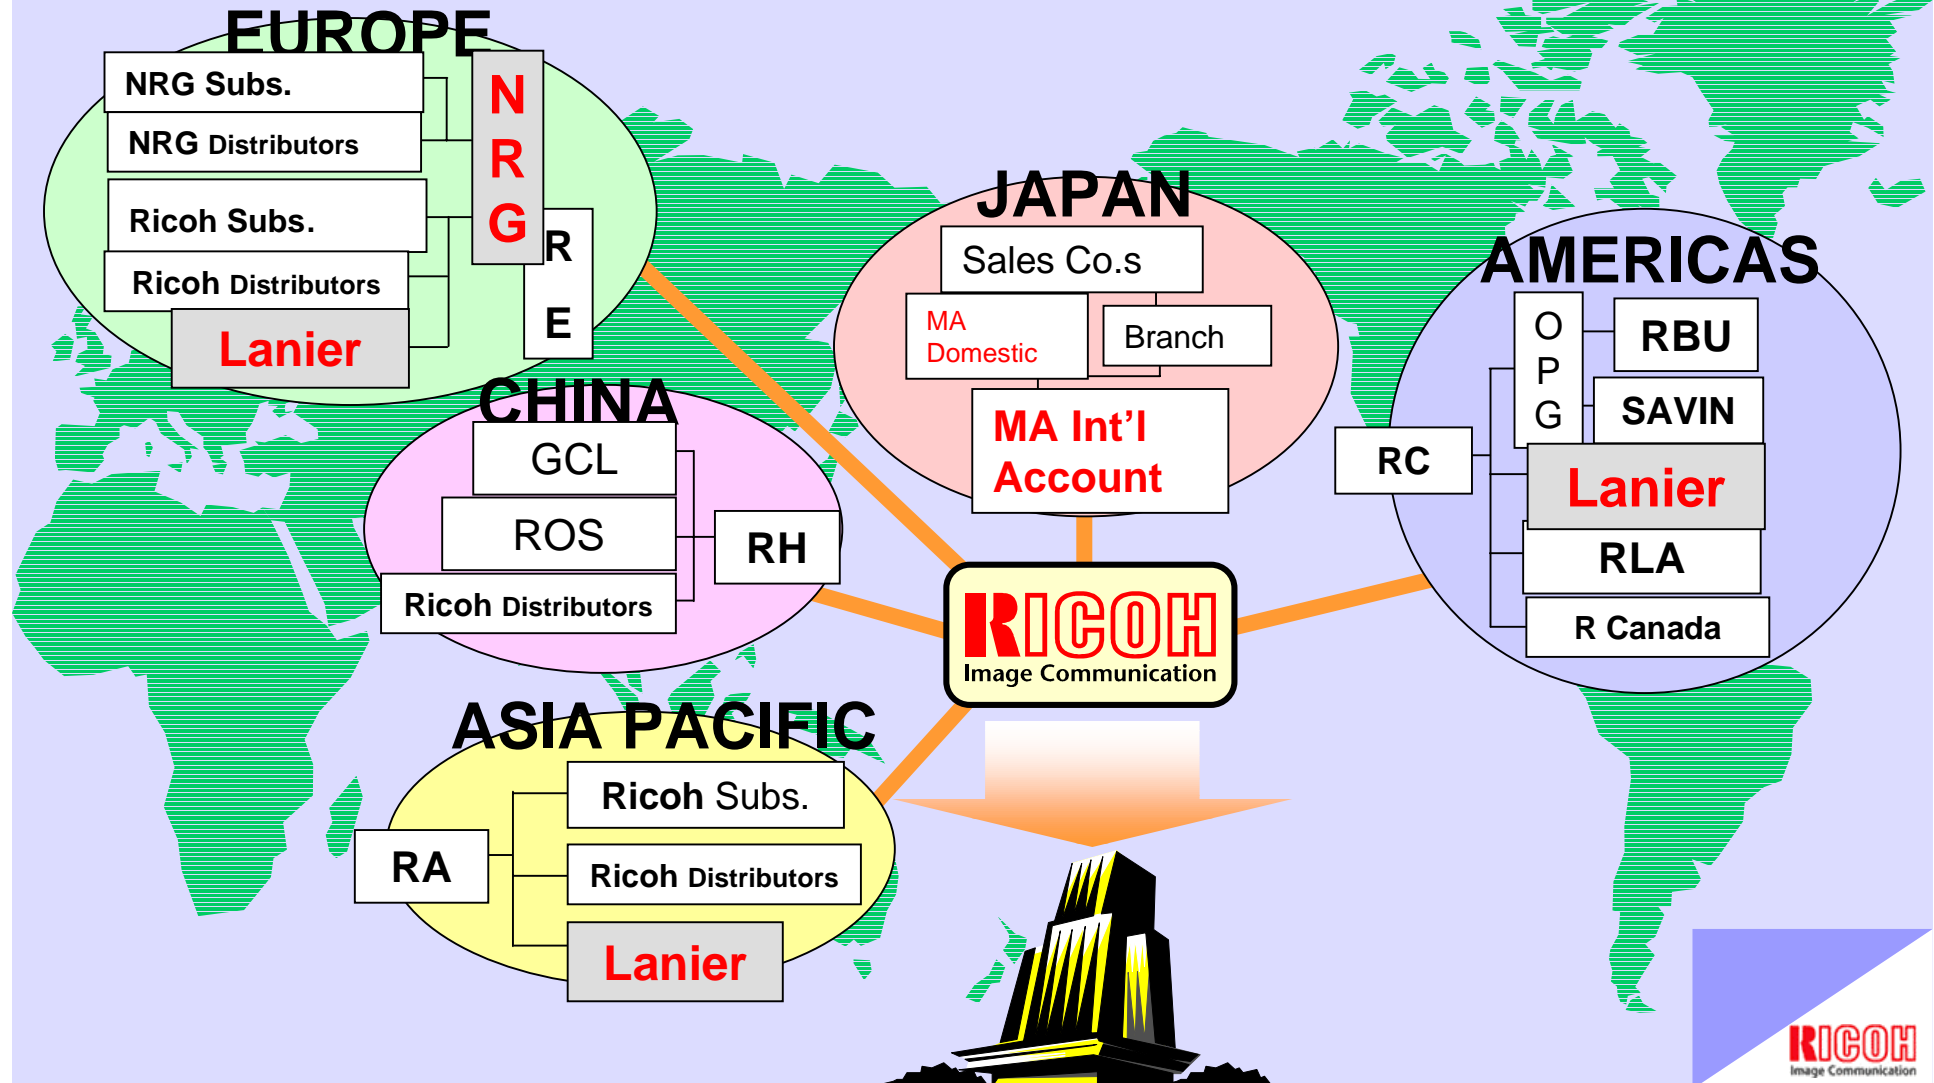 EUROPE
NRG Subs.
NRG Distributors
Ricoh Subs.
Ricoh Distributors
Lanier
N
R
G
R
E
CHINA
GCL
ROS
Ricoh Distributors
RH
ASIA PACIFIC
RA
Ricoh Subs.
Ricoh Distributors
Lanier
JAPAN
Sales Co.s
MA
Domestic
Branch
MA Int’l
Account
AMERICAS
RC
O
P
G
RBU
SAVIN
Lanier
RLA
R Canada
RICOH
Image Communication
RICOH
Image Communication